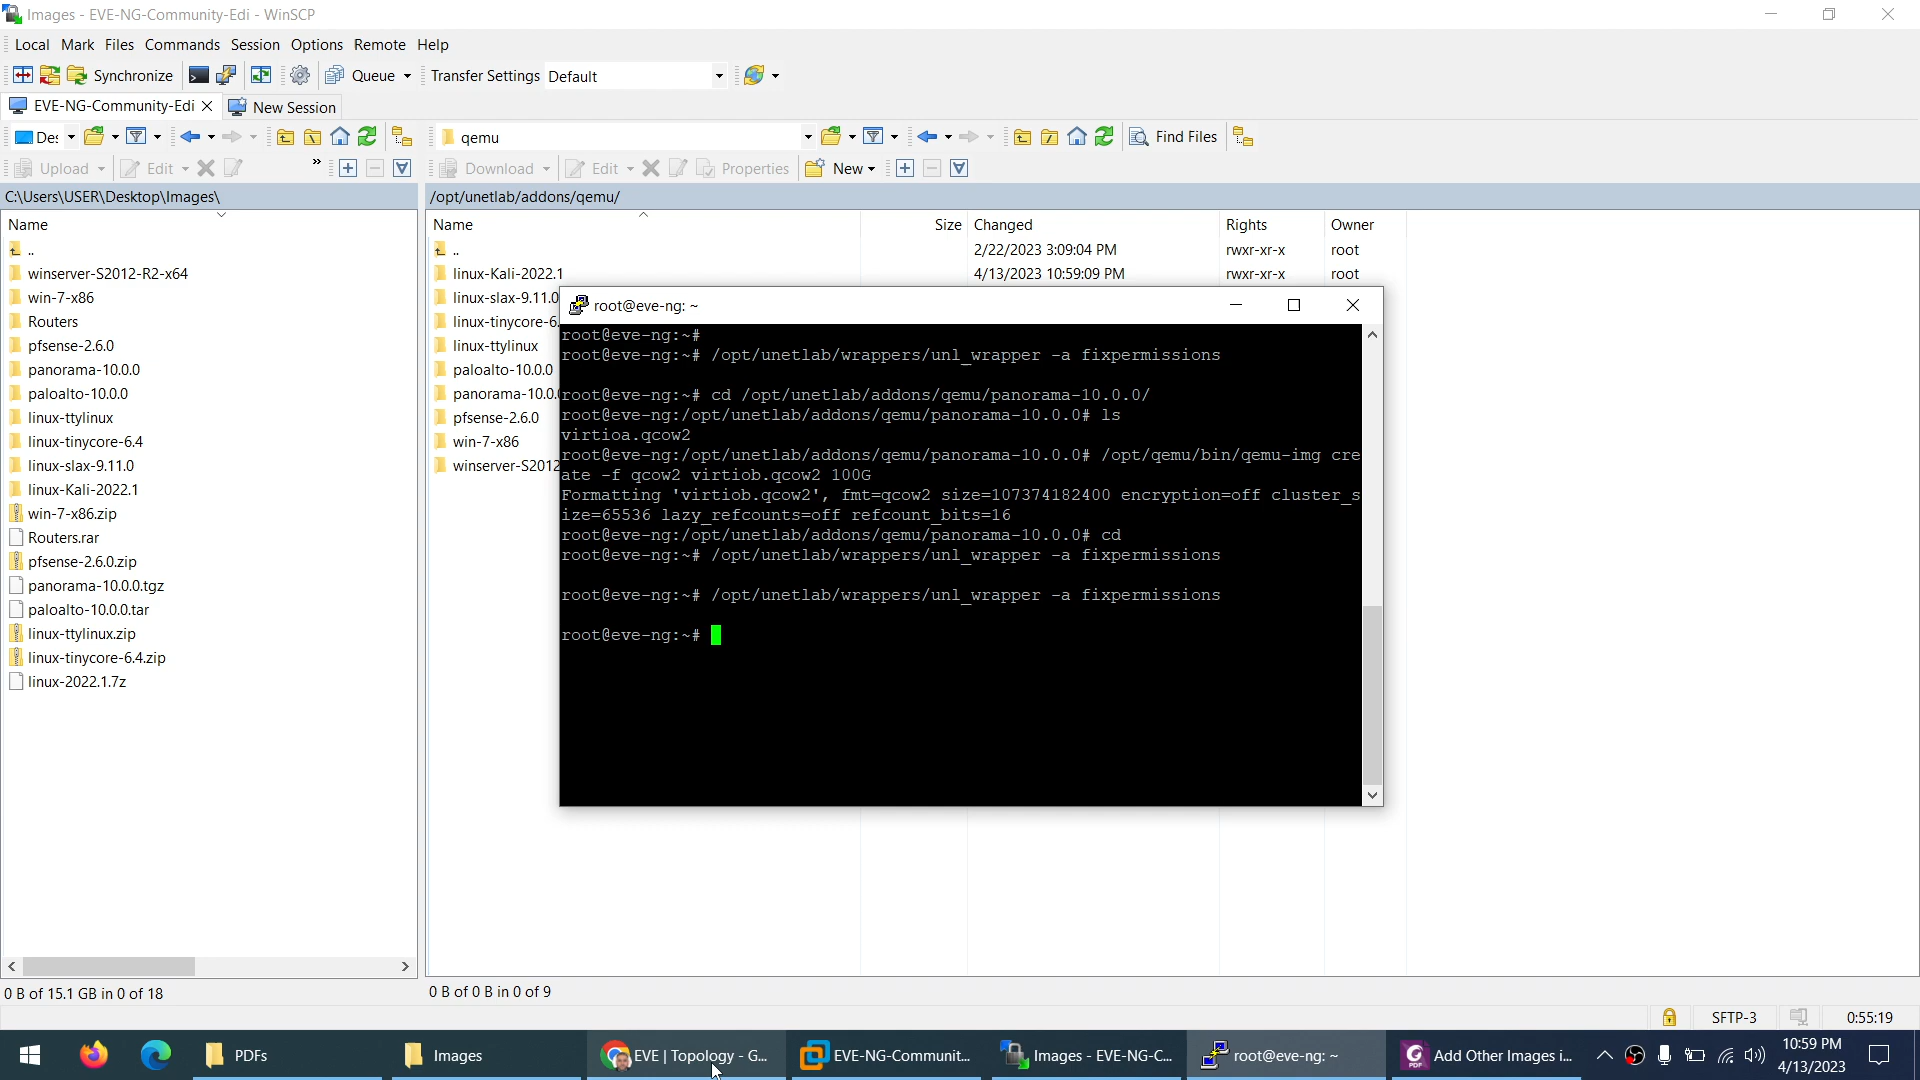 Images - EVE-NG-Community-Edi - WinSCP
Local Mark Files Commands Session Options Remote Help
Synchronize Queue Transfer Settings Default
EVE-NG-Community-Edi New Session
qemu Find Files
Upload Edit » Download Edit Properties New
C:\Users\USER\Desktop\Images\ /opt/unetlab/addons/qemu/
Name
..
winserver-S2012-R2-x64
win-7-x86
Routers
pfsense-2.6.0
panorama-10.0.0
paloalto-10.0.0
linux-ttylinux
linux-tinycore-6.4
linux-slax-9.11.0
linux-Kali-2022.1
win-7-x86.zip
Routers.rar
pfsense-2.6.0.zip
panorama-10.0.0.tgz
paloalto-10.0.0.tar
linux-ttylinux.zip
linux-tinycore-6.4.zip
linux-2022.1.7z
Name Size Changed Rights Owner
.. 2/22/2023 3:09:04 PM rwxr-xr-x root
linux-Kali-2022.1 4/13/2023 10:59:09 PM rwxr-xr-x root
linux-slax-9.11.0
linux-tinycore-6.
linux-ttylinux
paloalto-10.0.0
panorama-10.0.
pfsense-2.6.0
win-7-x86
winserver-S2012
root@eve-ng: ~
root@eve-ng:~#
root@eve-ng:~# /opt/unetlab/wrappers/unl_wrapper -a fixpermissions
root@eve-ng:~# cd /opt/unetlab/addons/qemu/panorama-10.0.0/
root@eve-ng:/opt/unetlab/addons/qemu/panorama-10.0.0# ls
virtioa.qcow2
root@eve-ng:/opt/unetlab/addons/qemu/panorama-10.0.0# /opt/qemu/bin/qemu-img cre
ate -f qcow2 virtiob.qcow2 100G
Formatting 'virtiob.qcow2', fmt=qcow2 size=107374182400 encryption=off cluster_s
ize=65536 lazy_refcounts=off refcount_bits=16
root@eve-ng:/opt/unetlab/addons/qemu/panorama-10.0.0# cd
root@eve-ng:~# /opt/unetlab/wrappers/unl_wrapper -a fixpermissions
root@eve-ng:~# /opt/unetlab/wrappers/unl_wrapper -a fixpermissions
root@eve-ng:~#
0 B of 15.1 GB in 0 of 18 0 B of 0 B in 0 of 9
SFTP-3 0:55:19
PDFs Images EVE | Topology - G... EVE-NG-Communit... Images - EVE-NG-C... root@eve-ng: ~ Add Other Images i... 10:59 PM
4/13/2023